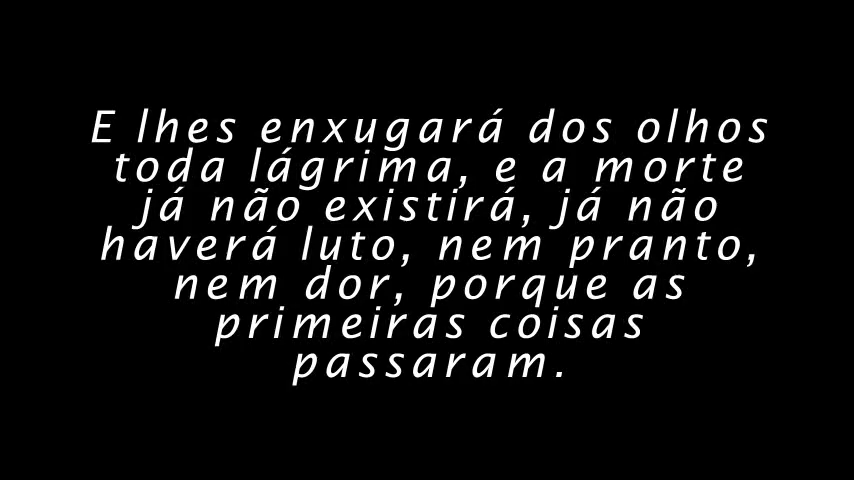 E lhes enxugará dos olhos
toda lágrima, e a morte
já não existirá, já não
haverá luto, nem pranto,
nem dor, porque as
primeiras coisas
passaram.